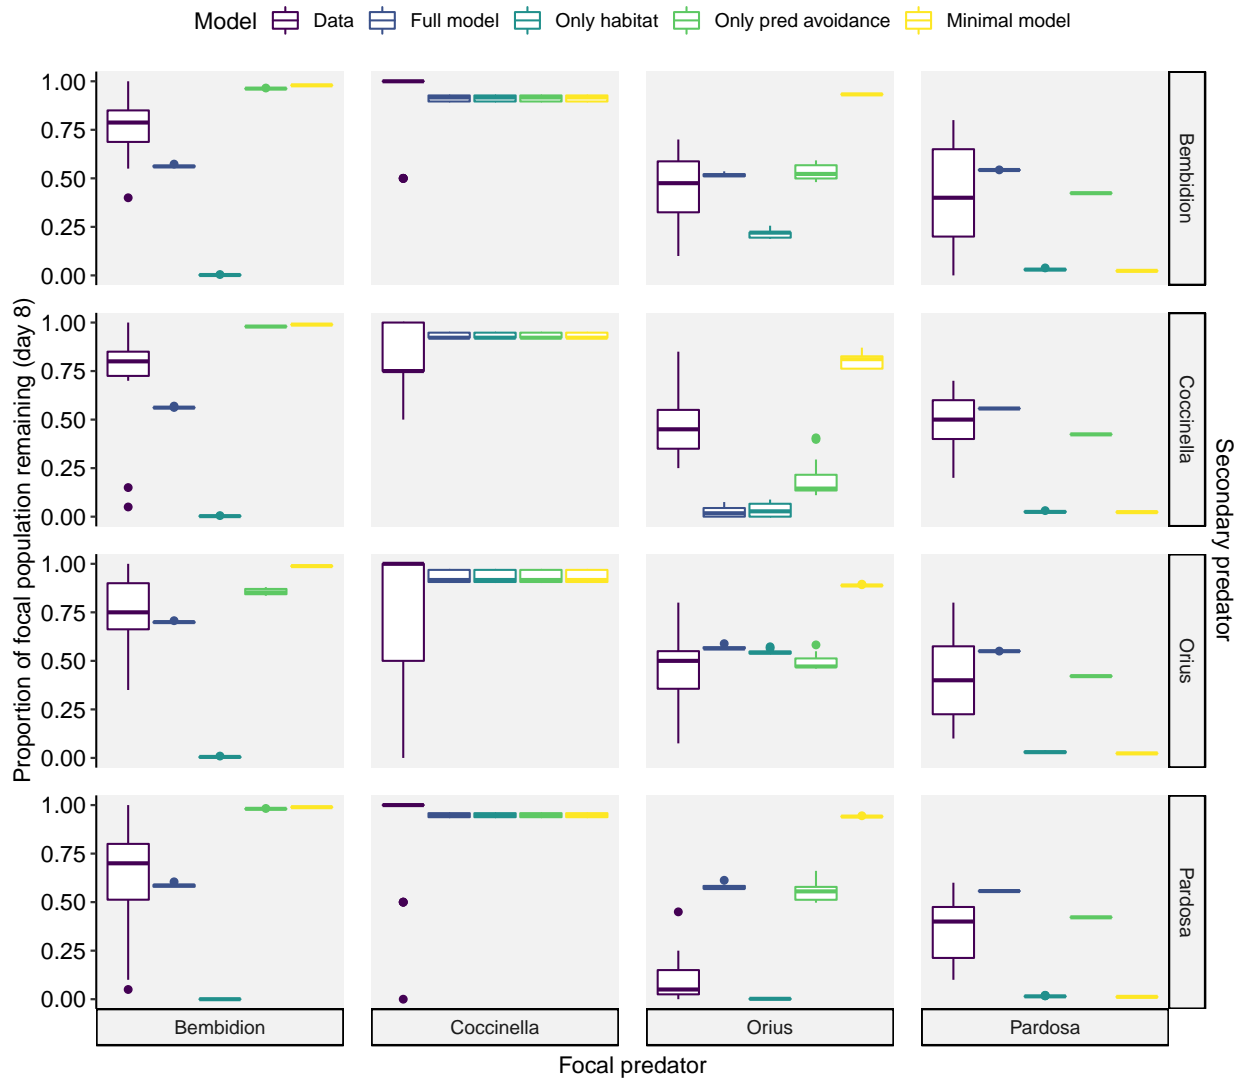 Model Data Full model Only habitat Only pred avoidance Minimal model
Proportion of focal population remaining (day 8)
1.00
0.75
0.50
0.25
0.00
Bembidion
1.00
0.75
0.50
0.25
0.00
Coccinella
1.00
0.75
0.50
0.25
0.00
Orius
1.00
0.75
0.50
0.25
0.00
Pardosa
Secondary predator
Bembidion Coccinella Orius Pardosa
Focal predator